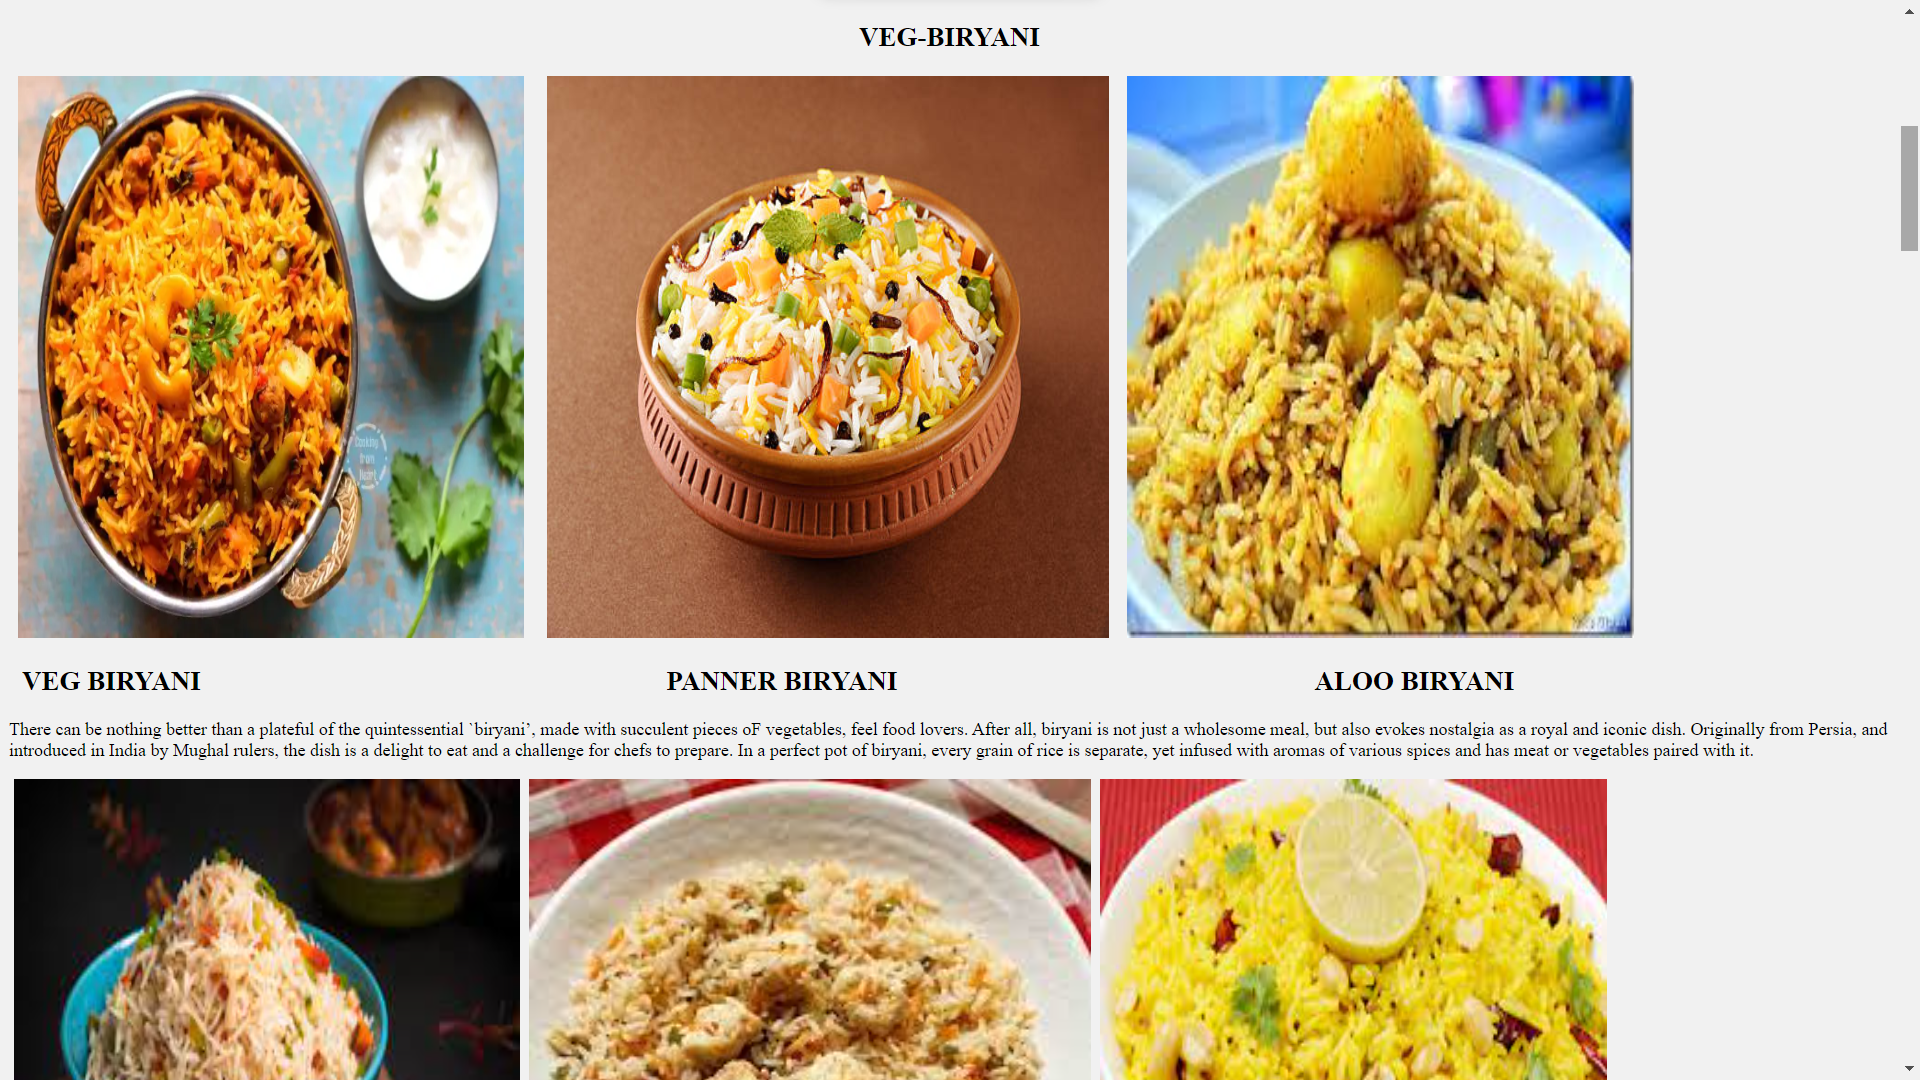 VEG-BIRYANI
Cooking
from
Heart
VEG BIRYANI
PANNER BIRYANI
ALOO BIRYANI
There can be nothing better than a plateful of the quintessential `biryani’, made with succulent pieces oF vegetables, feel food lovers. After all, biryani is not just a wholesome meal, but also evokes nostalgia as a royal and iconic dish. Originally from Persia, and
introduced in India by Mughal rulers, the dish is a delight to eat and a challenge for chefs to prepare. In a perfect pot of biryani, every grain of rice is separate, yet infused with aromas of various spices and has meat or vegetables paired with it.